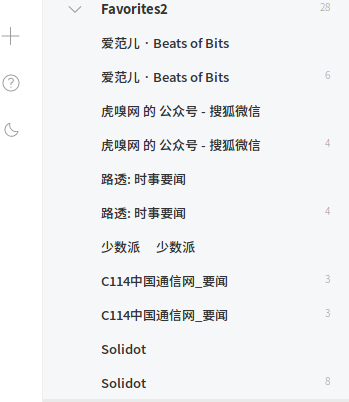 Favorites2 28
爱范儿 · Beats of Bits
爱范儿 · Beats of Bits 6
虎嗅网 的 公众号 - 搜狐微信
虎嗅网 的 公众号 - 搜狐微信 4
路透: 时事要闻
路透: 时事要闻 4
少数派 少数派
C114中国通信网_要闻 3
C114中国通信网_要闻 3
Solidot
Solidot 8